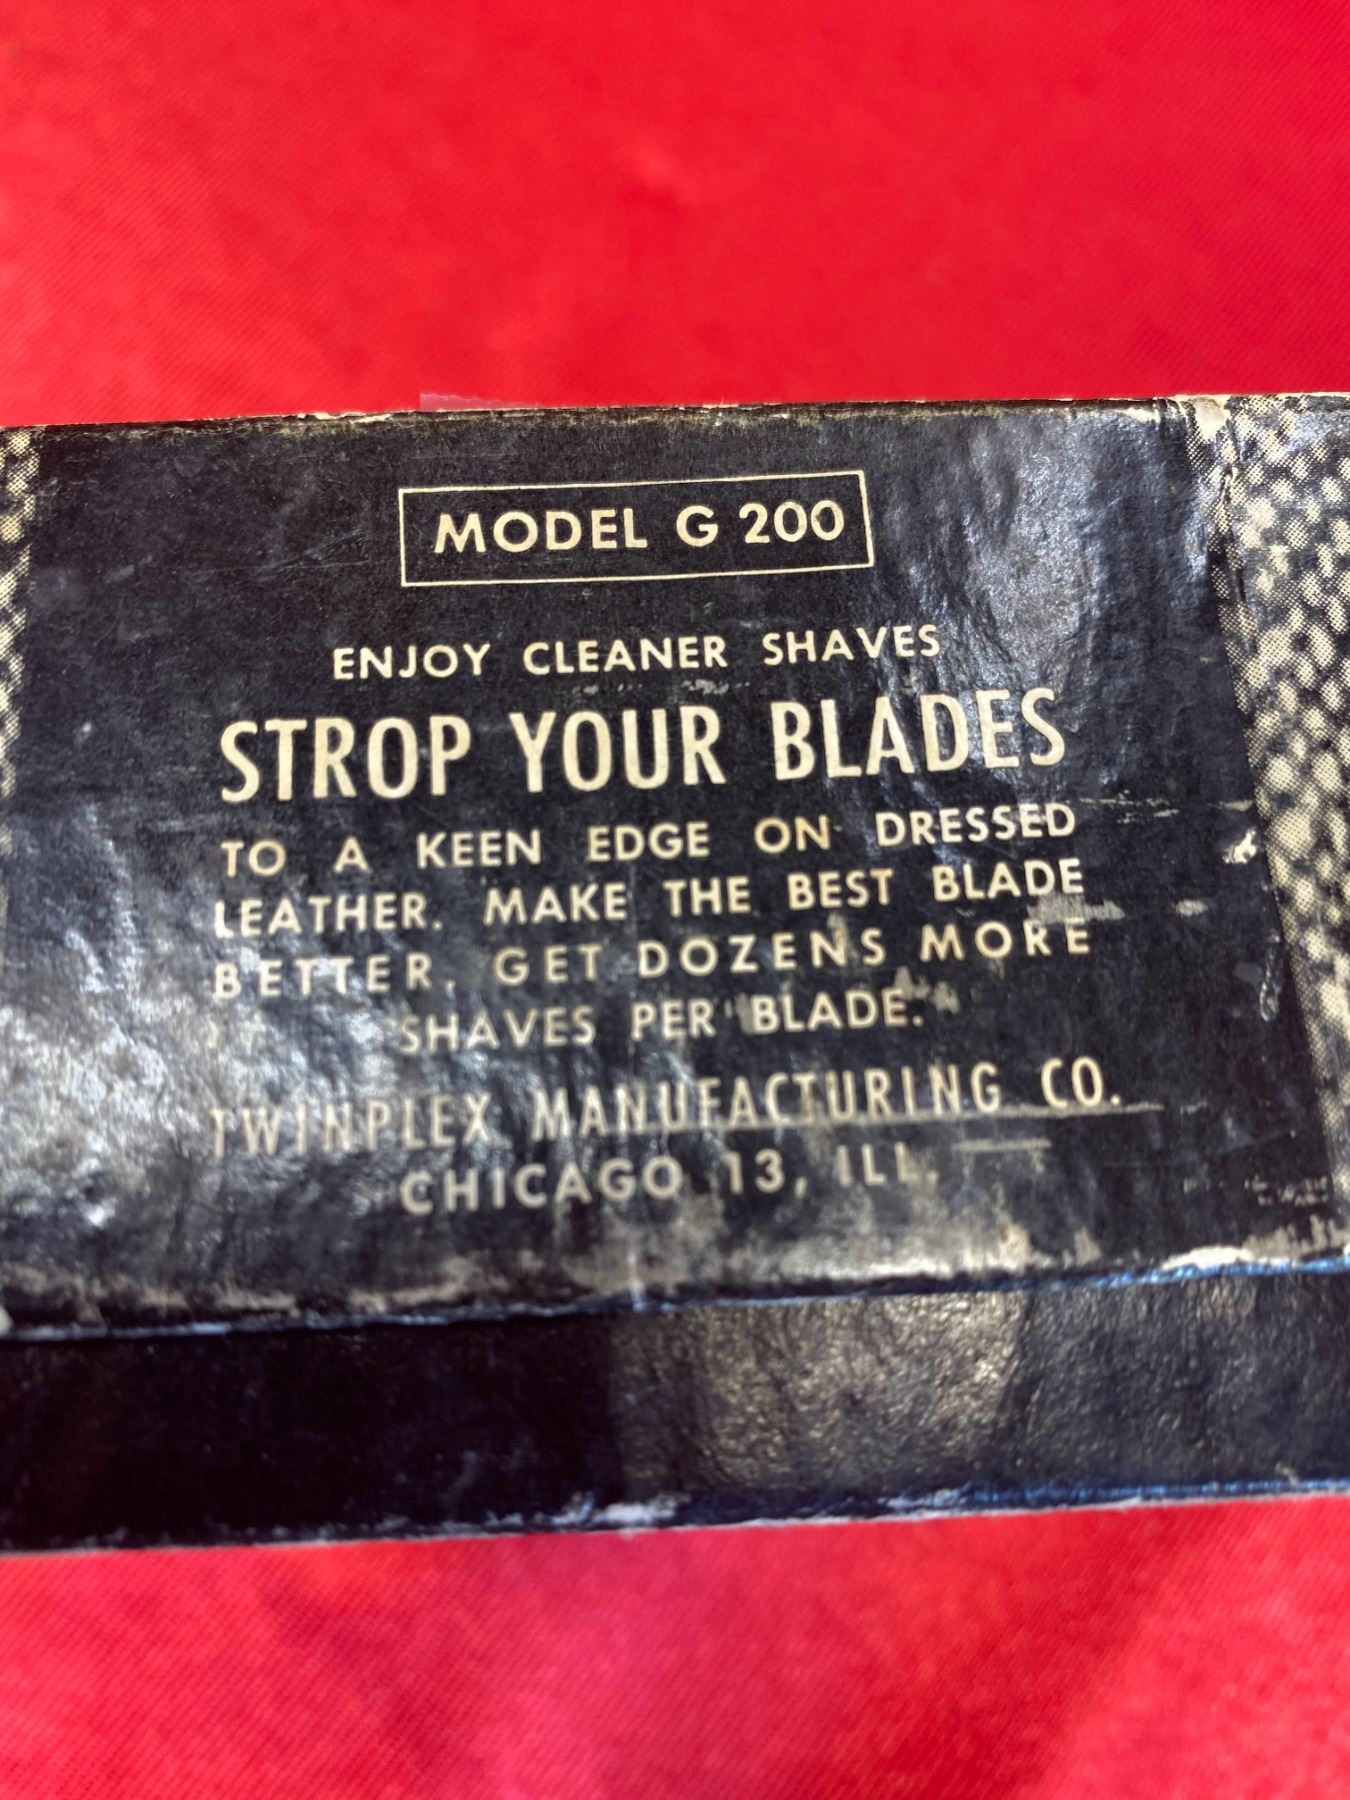 MODEL G 200
ENJOY CLEANER SHAVES
STROP YOUR BLADES
TO A KEEN EDGE ON DRESSED
LEATHER. MAKE THE BEST BLADE
BETTER. GET DOZENS MORE
SHAVES PER BLADE.
TWINPLEX MANUFACTURING CO.
CHICAGO 13, ILL.